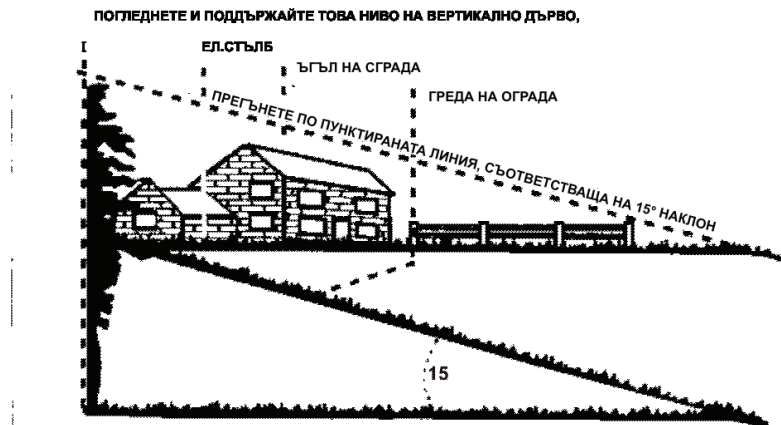 ПОГЛЕДНЕТЕ И ПОДДЪРЖАЙТЕ ТОВА НИВО НА ВЕРТИКАЛНО ДЪРВО,
ЕЛ.СТЪЛБ
ЪГЪЛ НА СГРАДА
ГРЕДА НА ОГРАДА
ПРЕГЪНЕТЕ ПО ПУНКТИРАНАТА ЛИНИЯ, СЪОТВЕТСТВАЩА НА 15° НАКЛОН
15